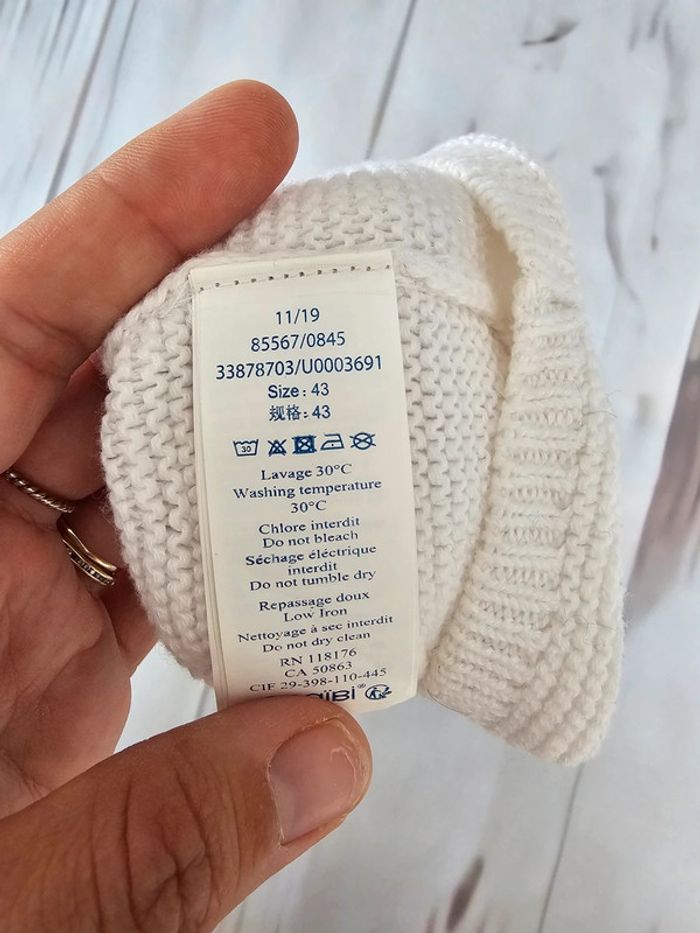 11/19
85567/0845
33878703/U0003691
Size : 43
规格 : 43
30
Lavage 30°C
Washing temperature
30°C
Chlore interdit
Do not bleach
Séchage éléctrique
interdit
Do not tumble dry
Repassage doux
Low Iron
Nettoyage à sec interdit
Do not dry clean
RN 118176
CA 50863
CIF 29-398-110-445